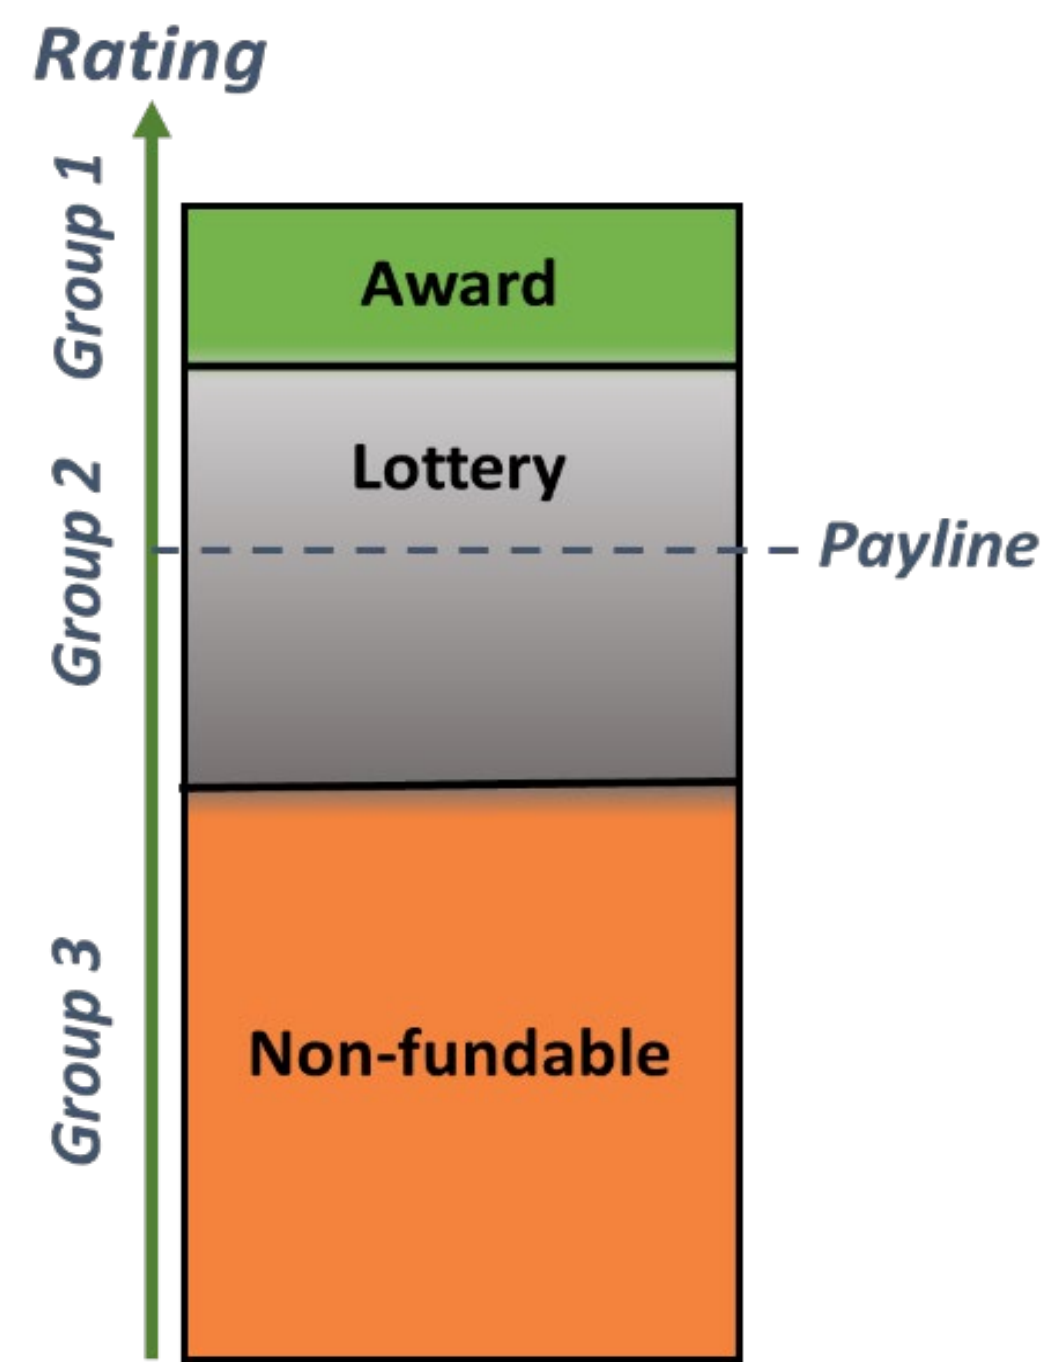 Rating
Group 1
Award
Group 2
Lottery
Payline
Group 3
Non-fundable